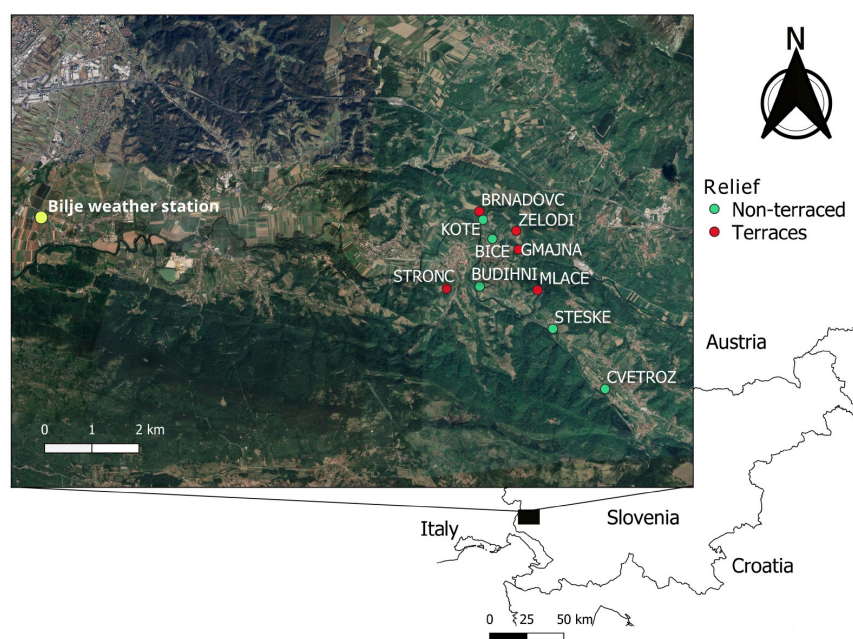 N
BRNADOVC
Bilje weather station
ZELODI
KOTE
BICE
GMAJNA
STRONC
BUDIHNI
MLACE
STESKE
CVETROZ
0 1 2 km
Relief
Non-terraced
Terraces
Austria
Italy
Slovenia
Croatia
0 25 50 km